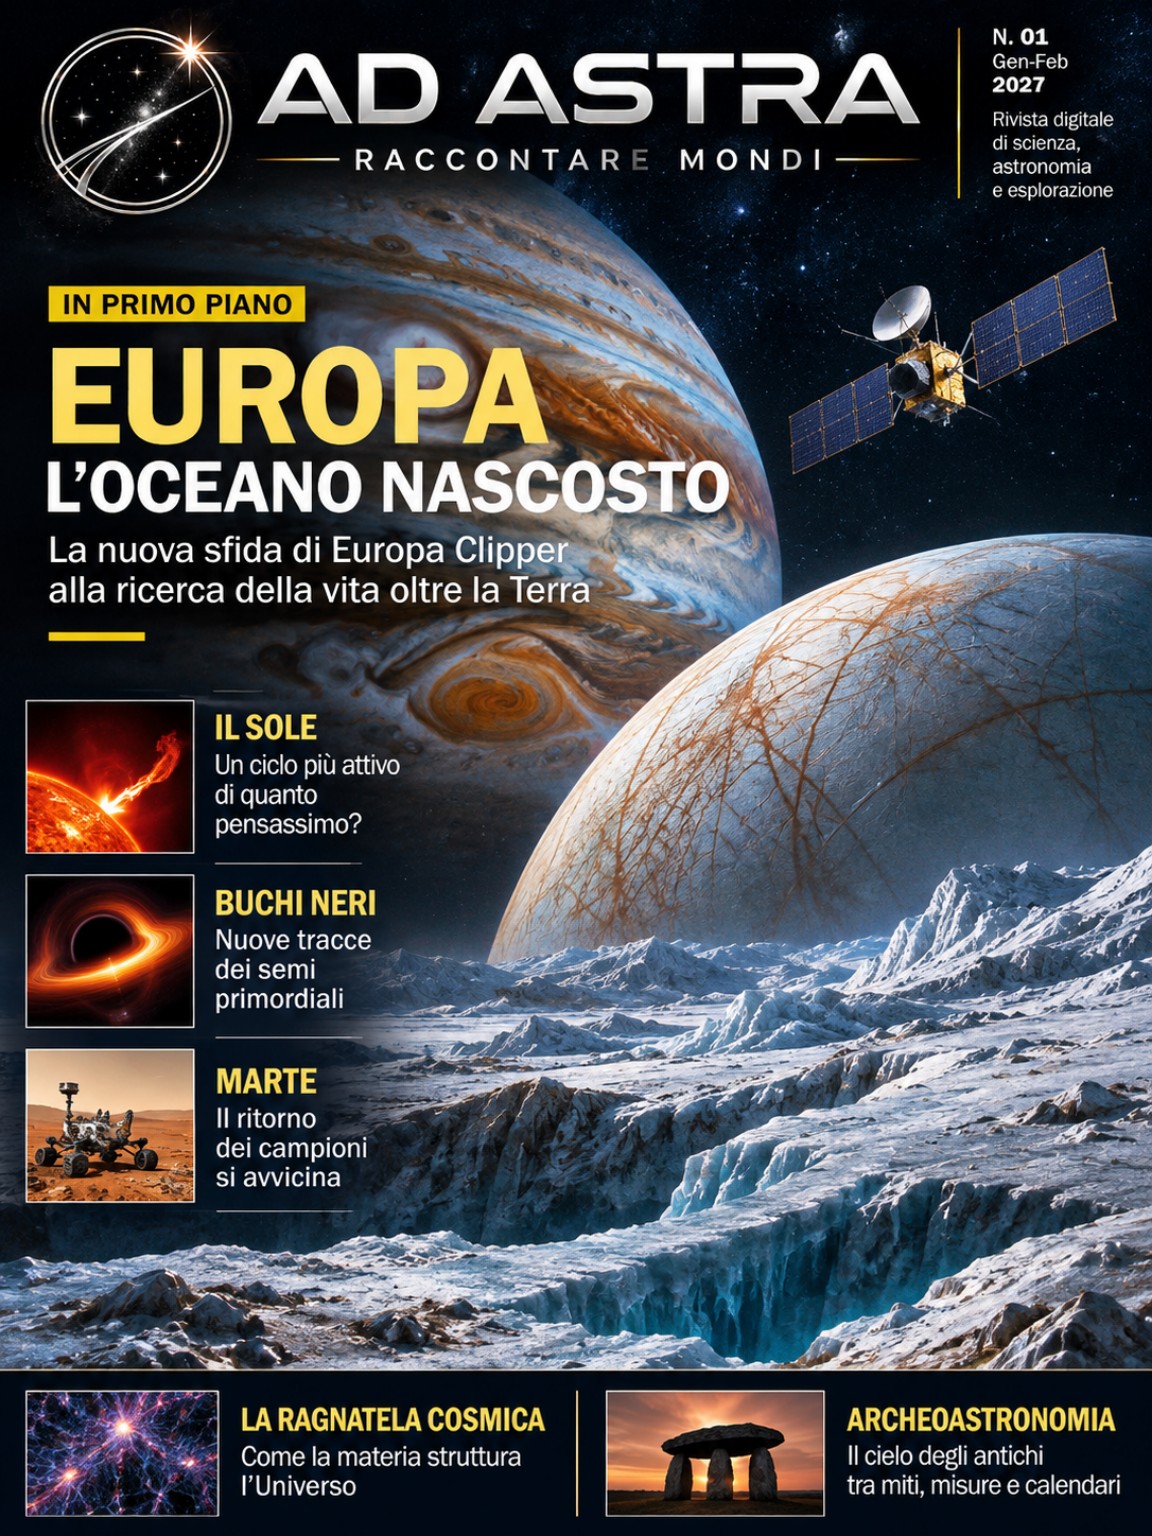 AD ASTRA
RACCONTARE MONDI
N. 01
Gen-Feb
2027
Rivista digitale
di scienza,
astronomia
e esplorazione
IN PRIMO PIANO
EUROPA
L'OCEANO NASCOSTO
La nuova sfida di Europa Clipper
alla ricerca della vita oltre la Terra
IL SOLE
Un ciclo più attivo
di quanto
pensassimo?
BUCHI NERI
Nuove tracce
dei semi
primordiali
MARTE
Il ritorno
dei campioni
si avvicina
LA RAGNATELA COSMICA
Come la materia struttura
l'Universo
ARCHEOASTRONOMIA
Il cielo degli antichi
tra miti, misure e calendari